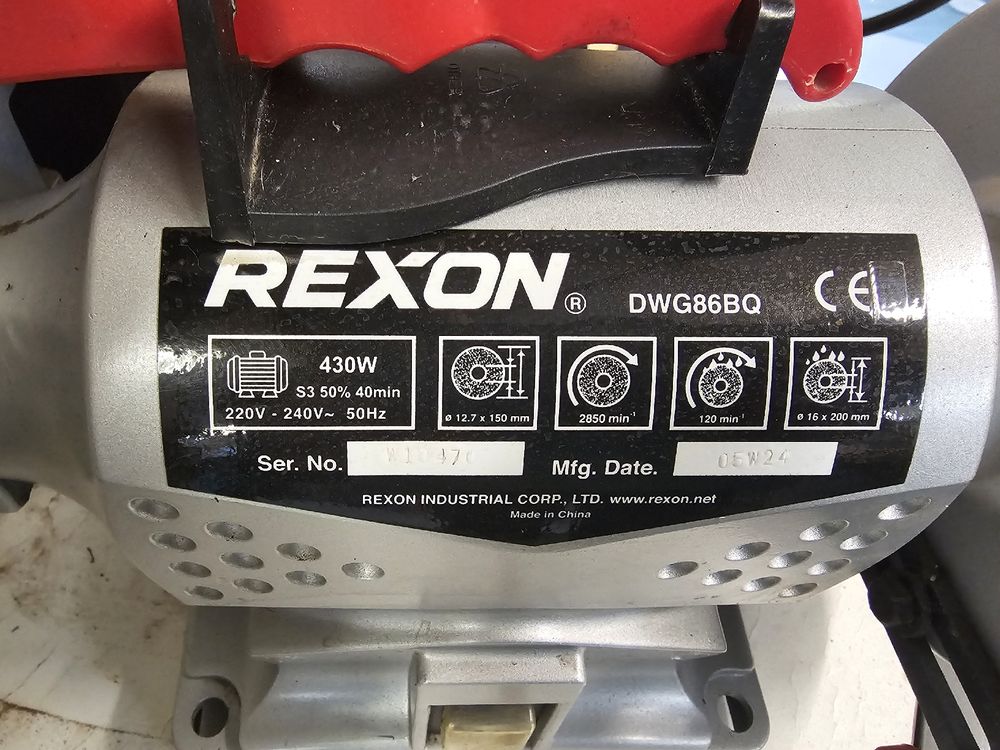 REXON® DWG86BQ CE
430W
S3 50% 40min
220V - 240V~ 50Hz
ø 12.7 x 150 mm
2850 min⁻¹
120 min⁻¹
ø 16 x 200 mm
Ser. No.
Mfg. Date. 05W24
REXON INDUSTRIAL CORP., LTD. www.rexon.net
Made in China